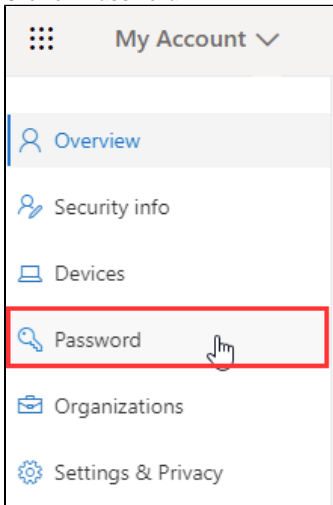 My Account
Overview
Security info
Devices
Password
Organizations
Settings & Privacy